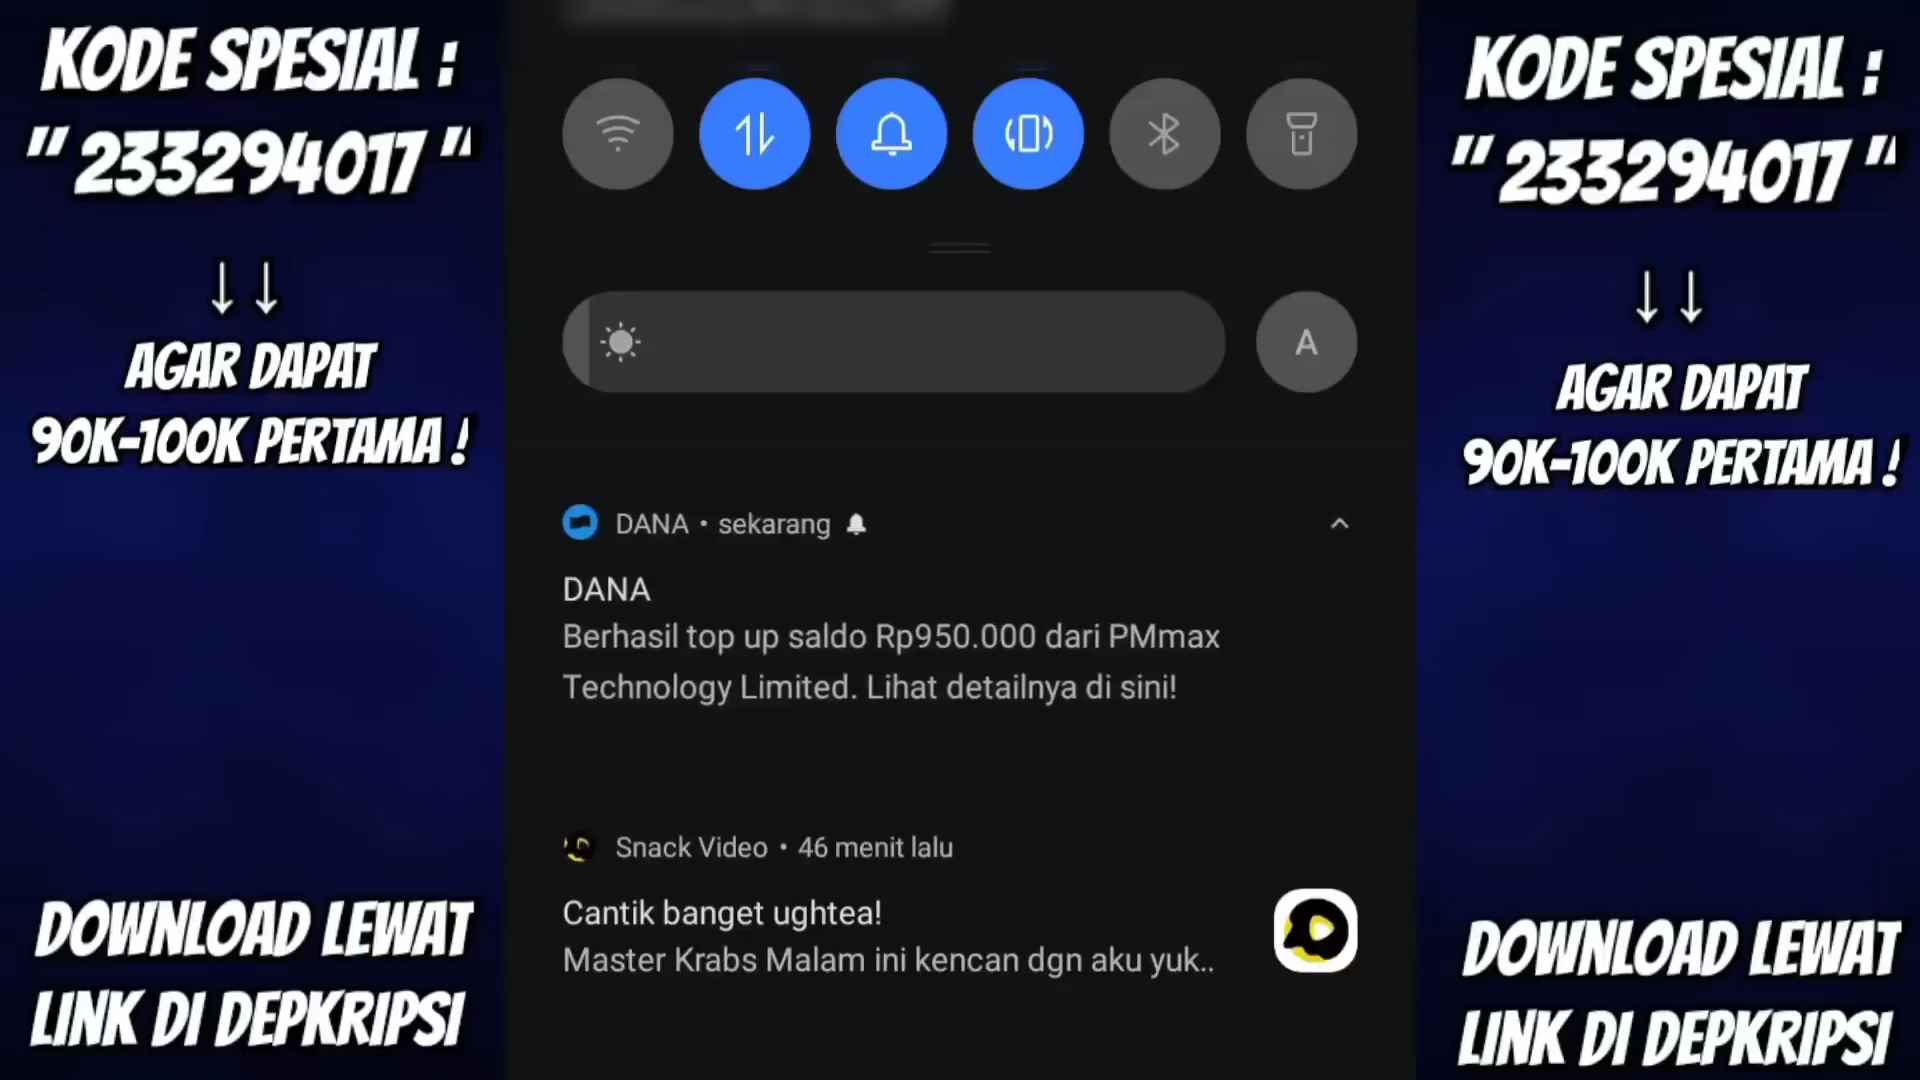 KODE SPESIAL :
" 233294017 "
↓↓
AGAR DAPAT
90K-100K PERTAMA !
DOWNLOAD LEWAT
LINK DI DEPKRIPSI
A
DANA • sekarang
DANA
Berhasil top up saldo Rp950.000 dari PMmax
Technology Limited. Lihat detailnya di sini!
Snack Video • 46 menit lalu
Cantik banget ughtea!
Master Krabs Malam ini kencan dgn aku yuk..
KODE SPESIAL :
" 233294017 "
↓↓
AGAR DAPAT
90K-100K PERTAMA !
DOWNLOAD LEWAT
LINK DI DEPKRIPSI